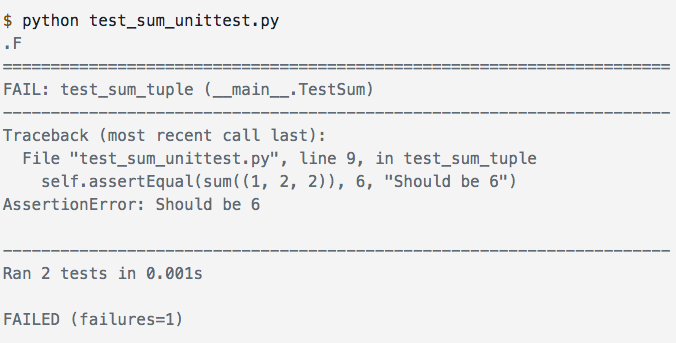 $ python test_sum_unittest.py
.F
======================================================================
FAIL: test_sum_tuple (__main__.TestSum)
----------------------------------------------------------------------
Traceback (most recent call last):
  File "test_sum_unittest.py", line 9, in test_sum_tuple
    self.assertEqual(sum((1, 2, 2)), 6, "Should be 6")
AssertionError: Should be 6

----------------------------------------------------------------------
Ran 2 tests in 0.001s

FAILED (failures=1)